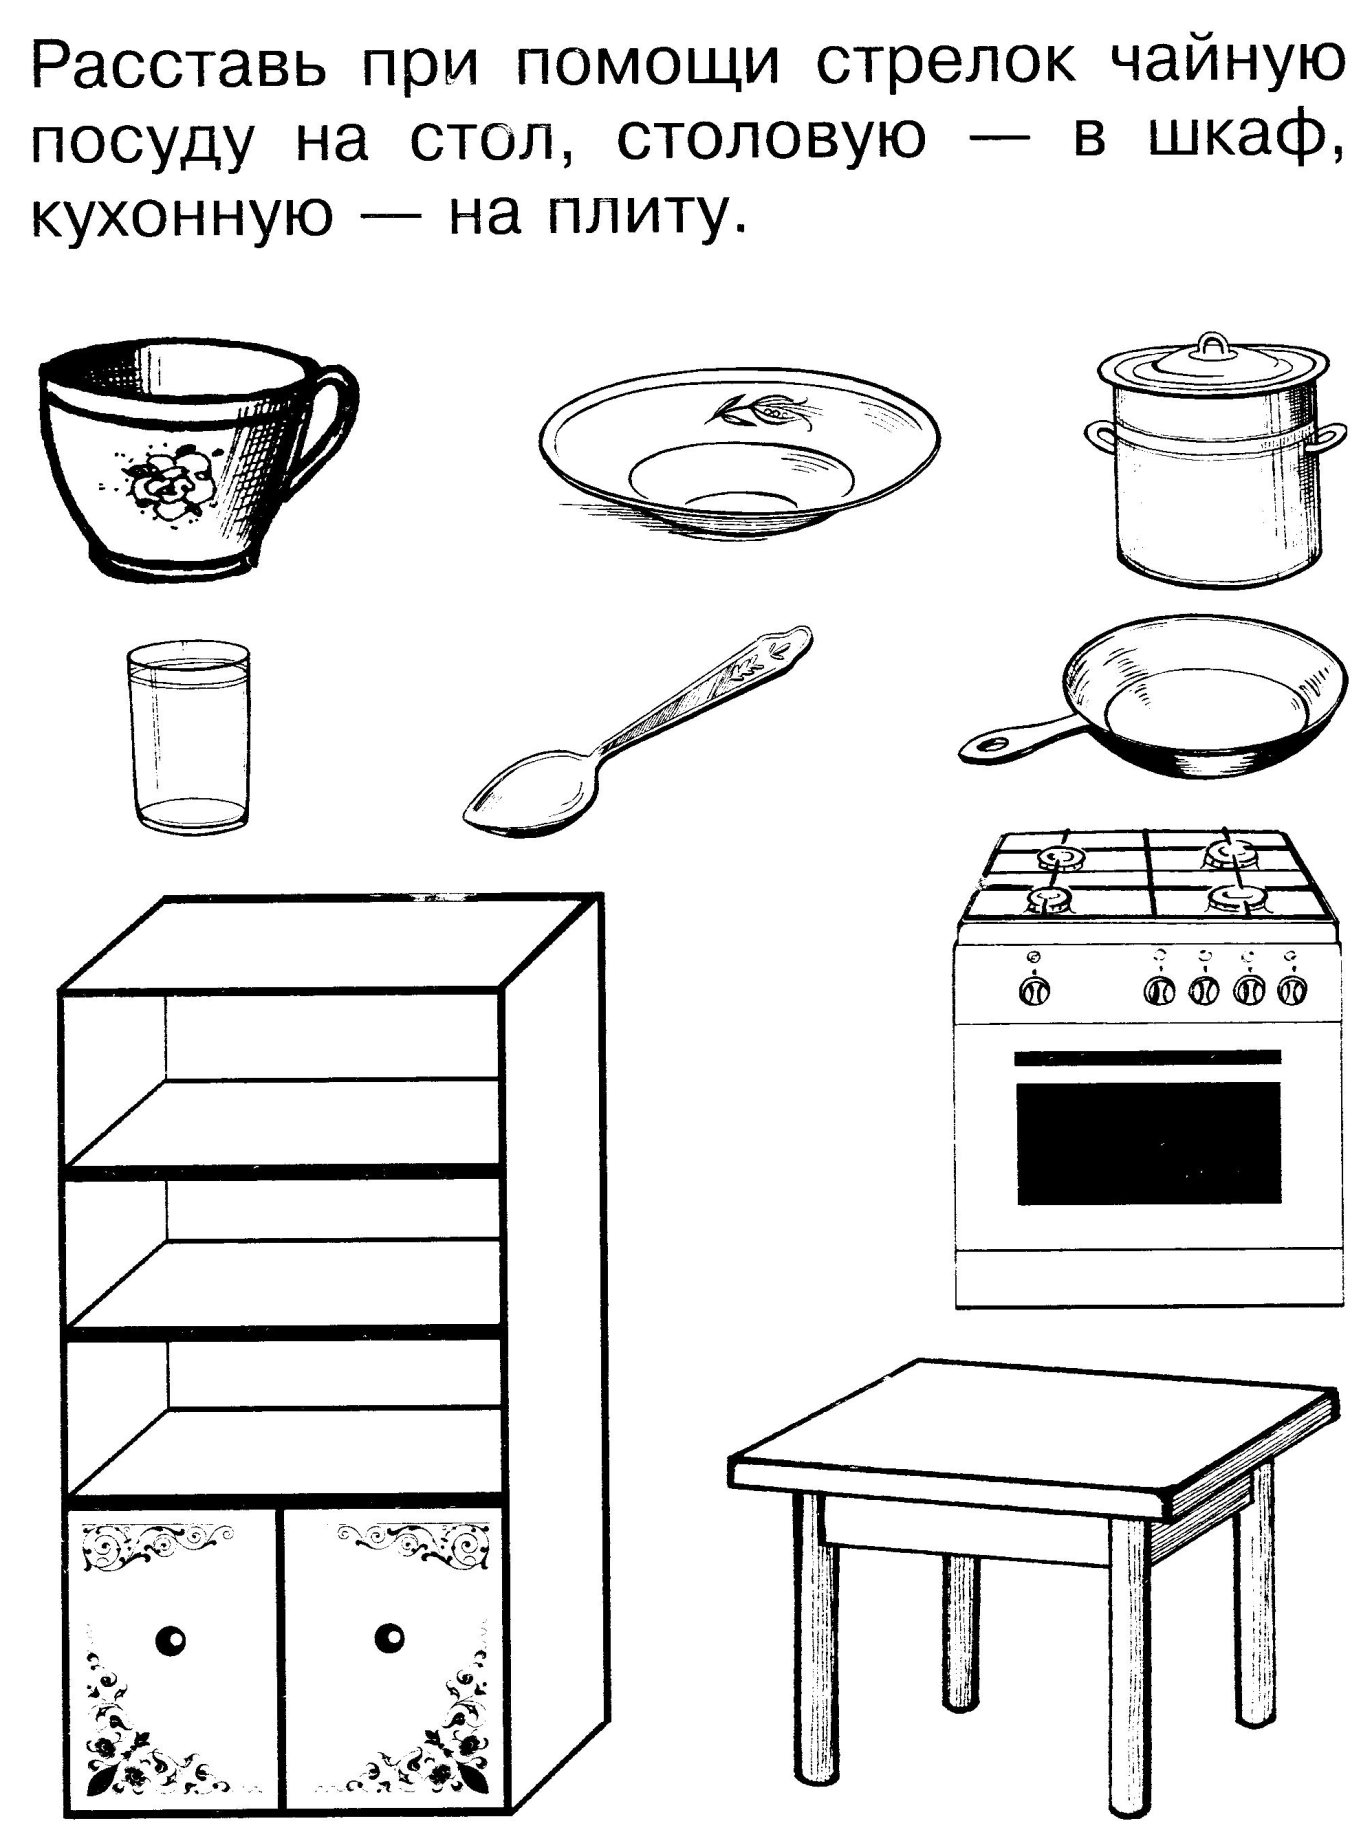 Расставь при помощи стрелок чайную
посуду на стол, столовую — в шкаф,
кухонную — на плиту.